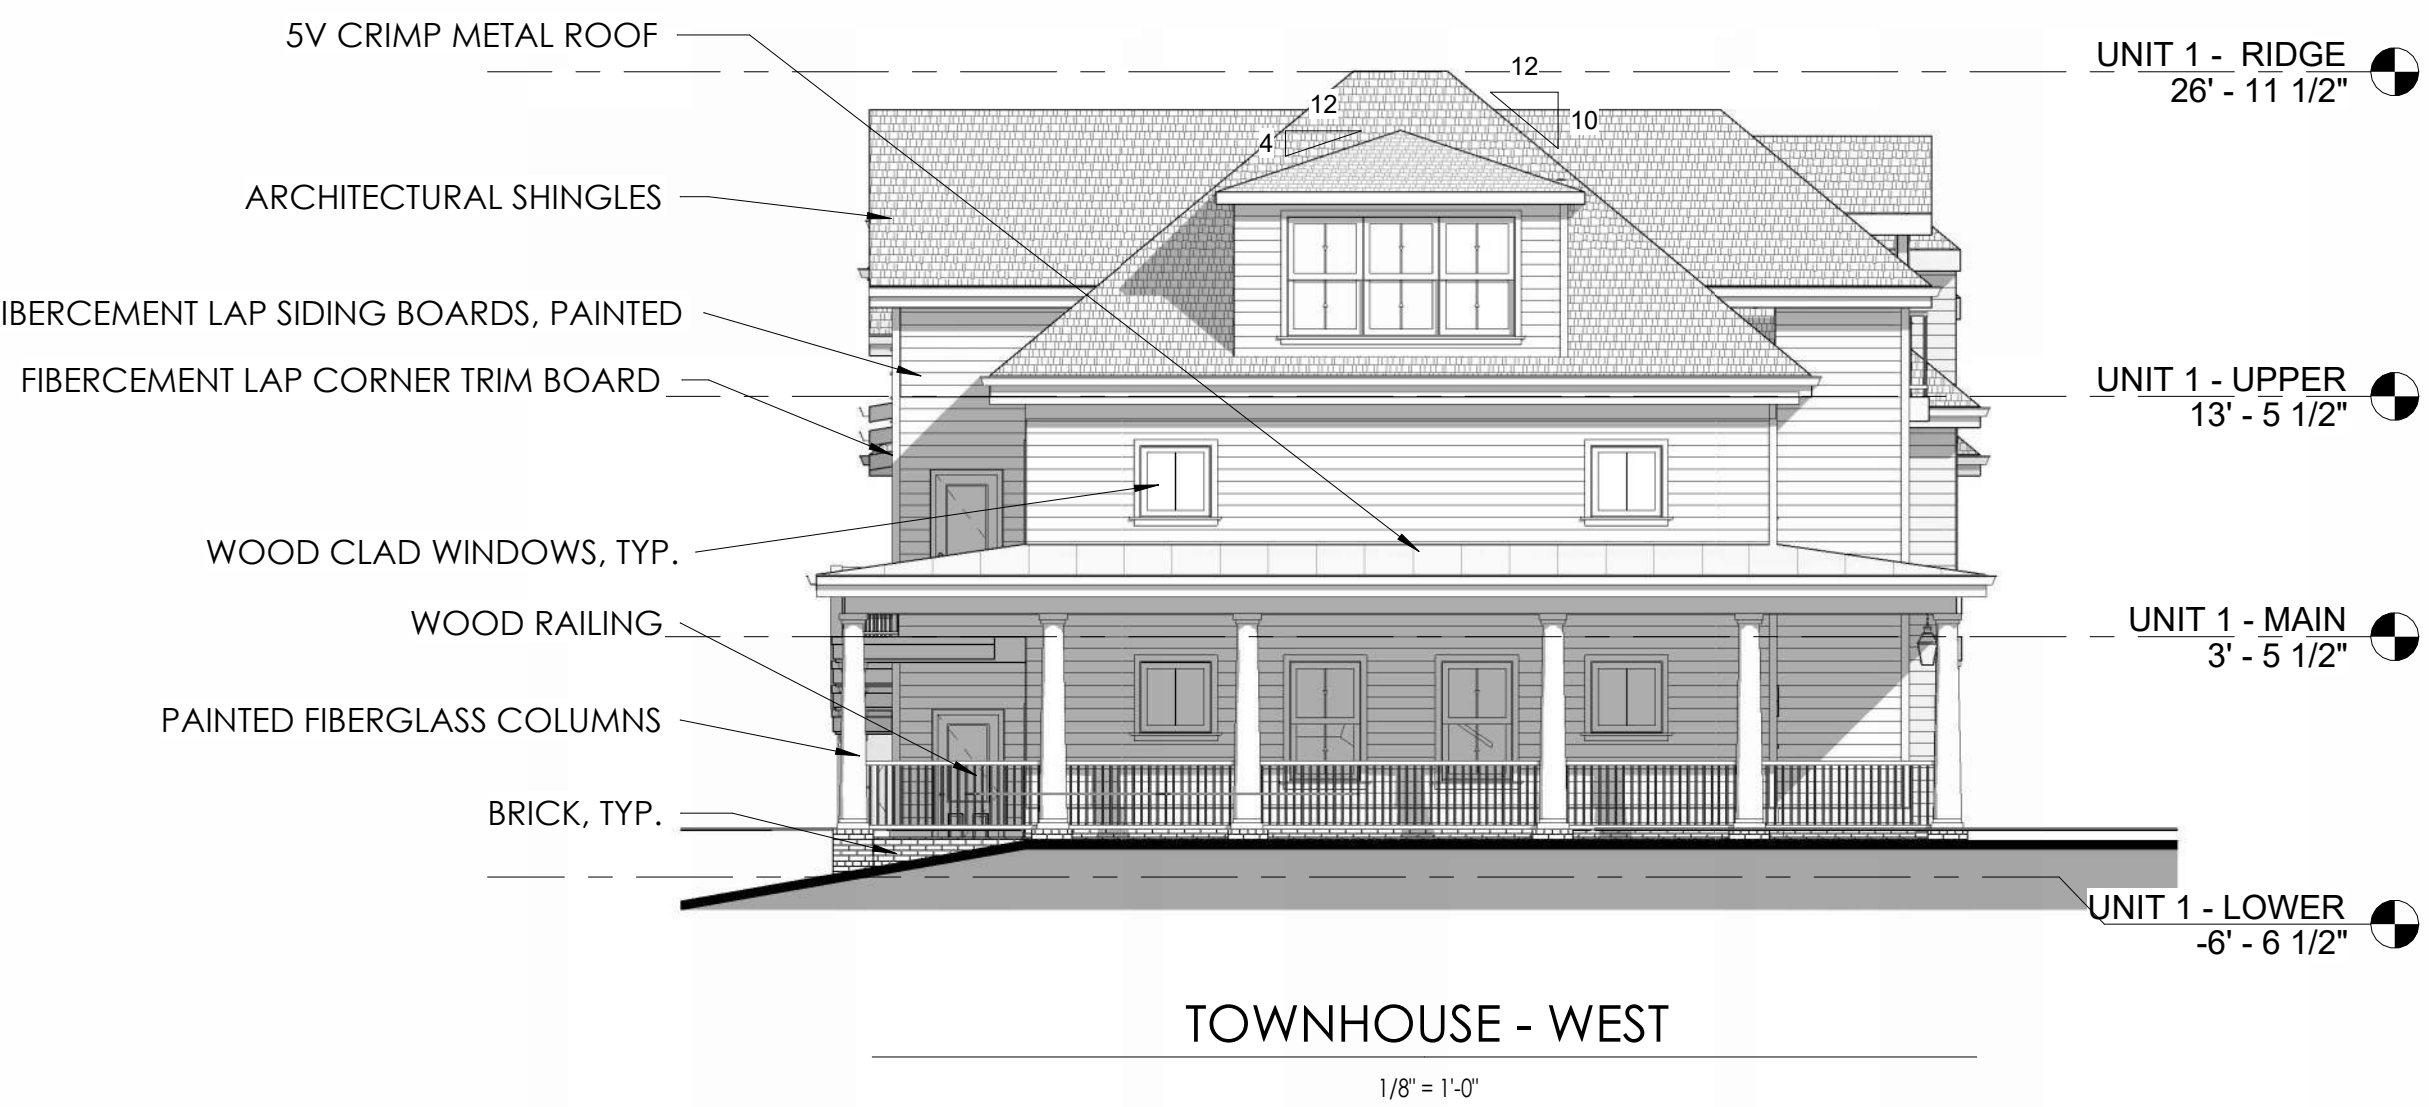 5V CRIMP METAL ROOF
ARCHITECTURAL SHINGLES
IBERCEMENT LAP SIDING BOARDS, PAINTED
FIBERCEMENT LAP CORNER TRIM BOARD
WOOD CLAD WINDOWS, TYP.
WOOD RAILING
PAINTED FIBERGLASS COLUMNS
BRICK, TYP.
12
4
12
10
UNIT 1 - RIDGE
26' - 11 1/2"
UNIT 1 - UPPER
13' - 5 1/2"
UNIT 1 - MAIN
3' - 5 1/2"
UNIT 1 - LOWER
-6' - 6 1/2"
TOWNHOUSE - WEST
1/8" = 1'-0"